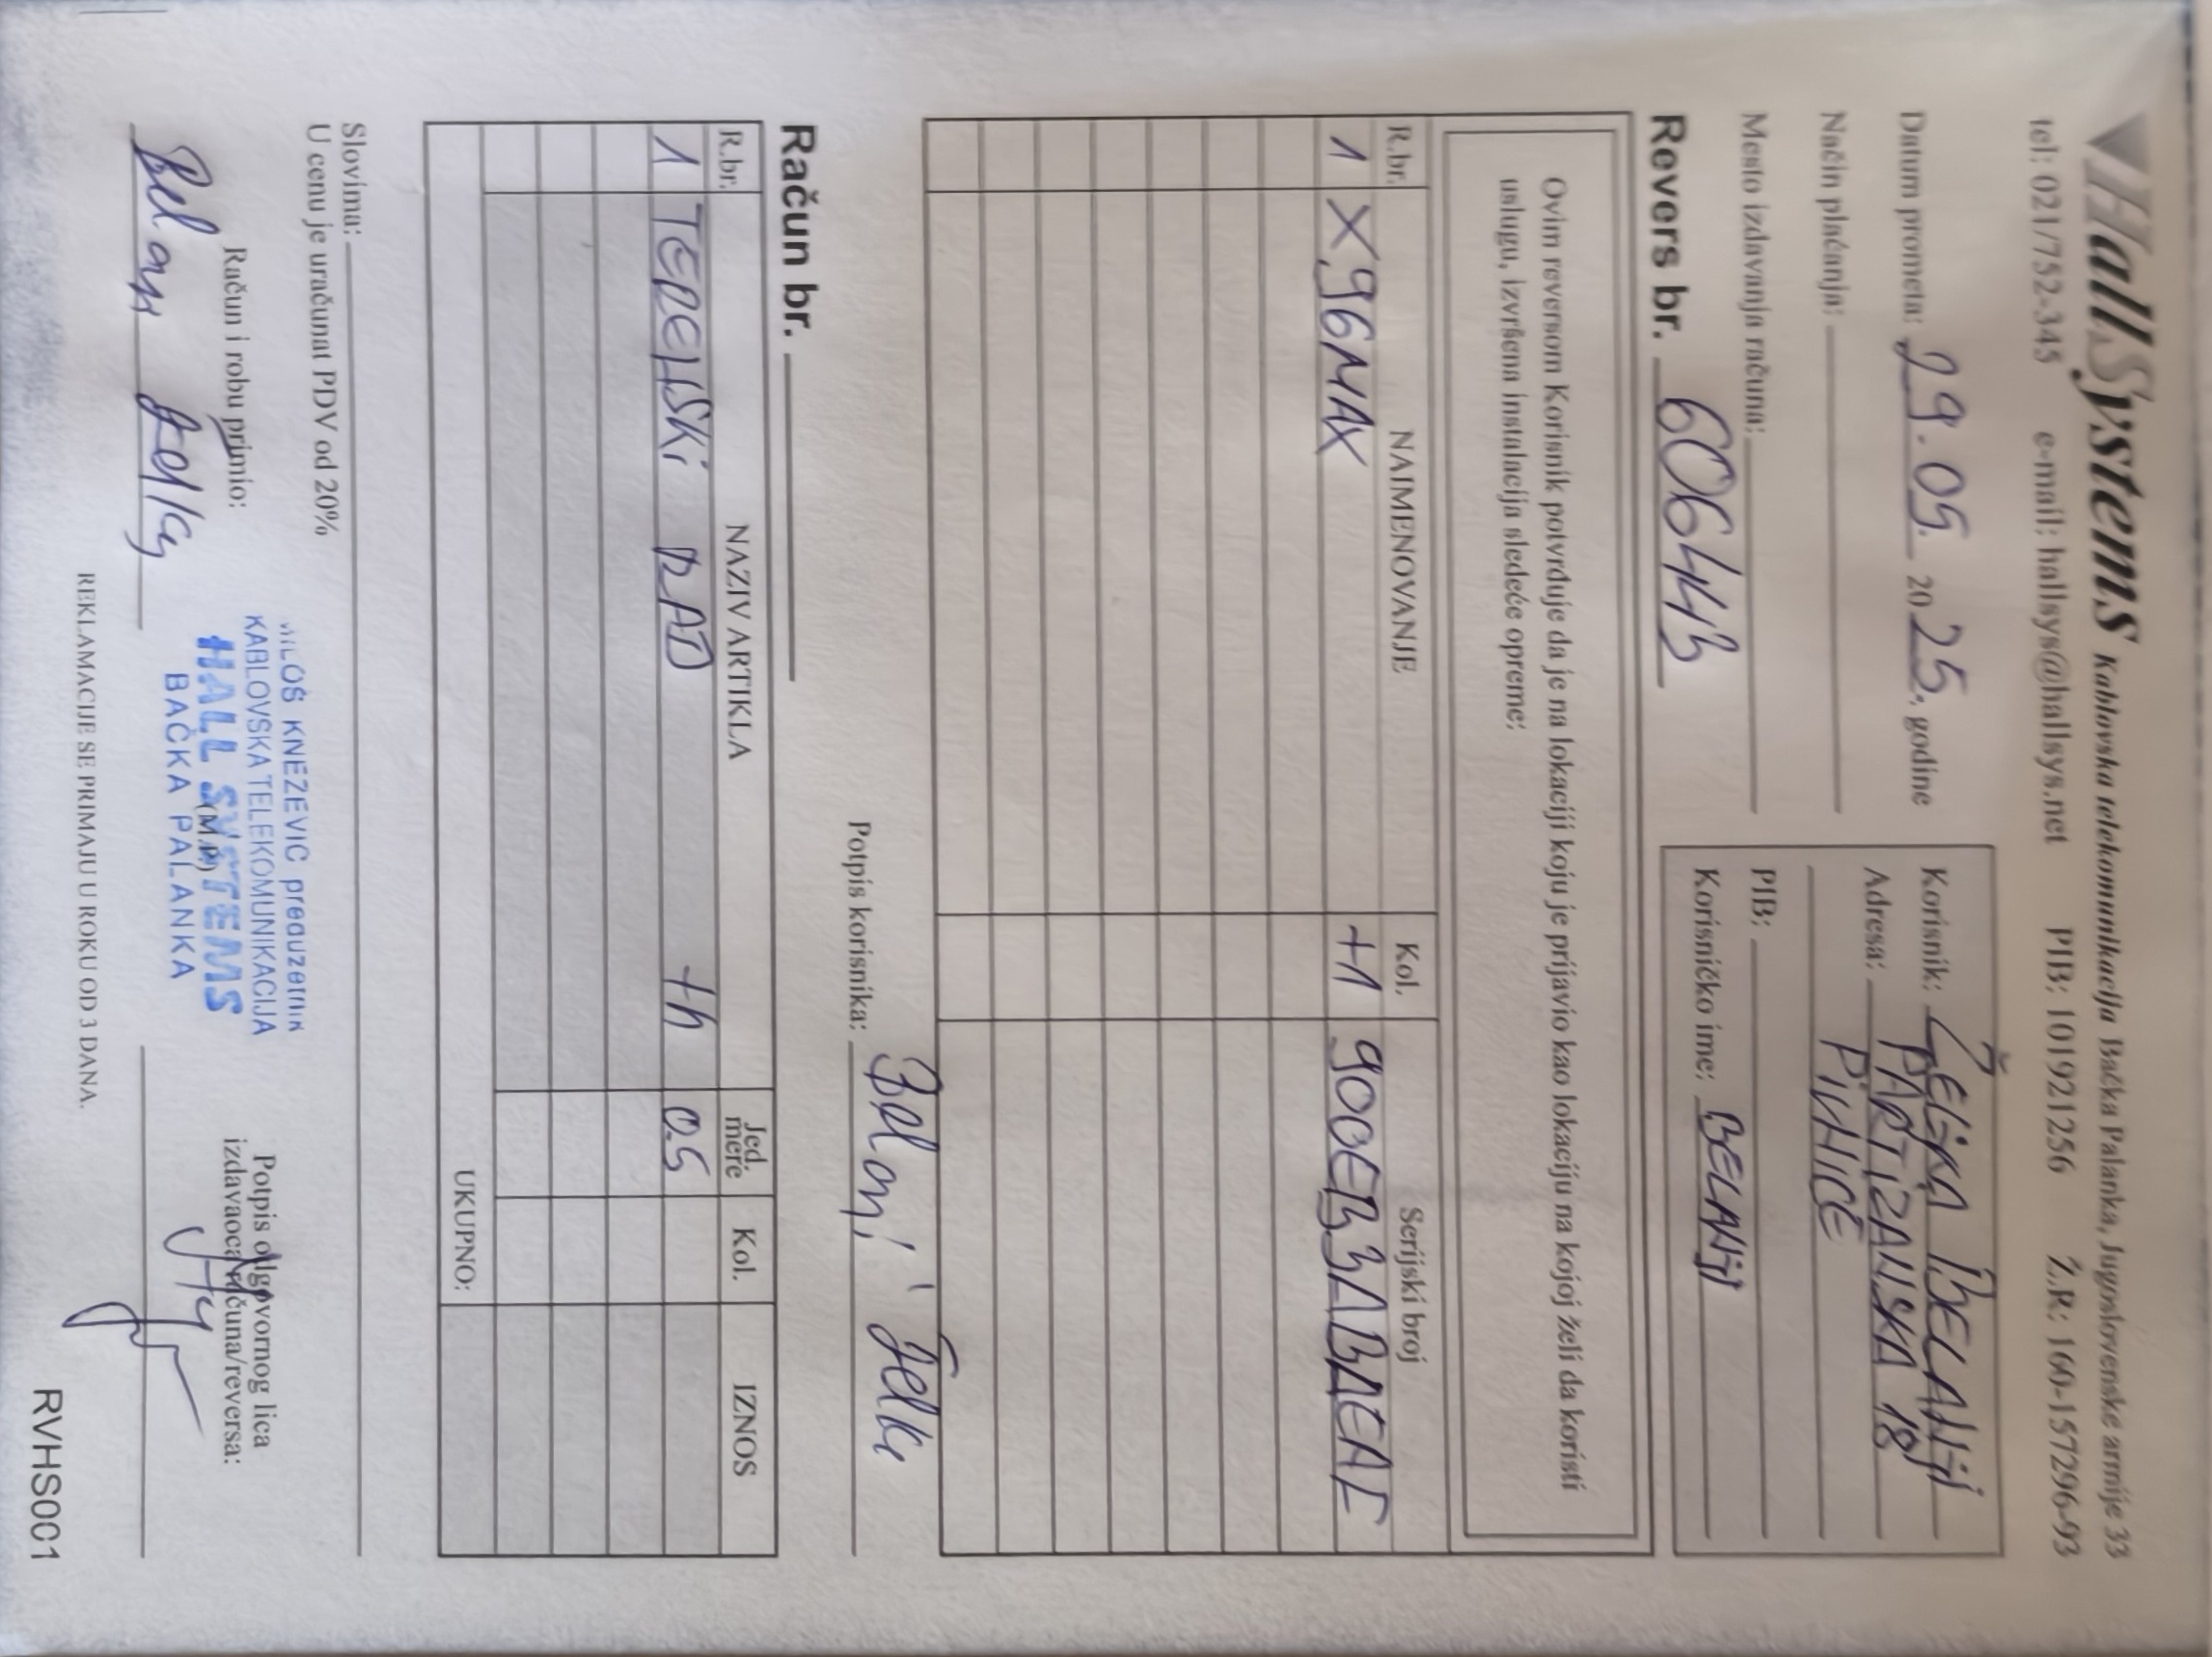 HallSystems Kablovska telekomunikacija Bačka Palanka, Jugoslovenske armije 33
tel: 021/752-345 e-mail: hallsys@hallsys.net PIB: 101921256 Ž.R: 160-157296-93
Datum prometa: 29.05. 2025, godine
Način plaćanja:
Mesto izdavanja računa:
Korisnik: ŽELJKA BELANJI
Adresa: PARTIZANSKA 18
PIVNICE
PIB:
Korisničko ime: BELANJI
Revers br. 606443
Ovim reversom Korisnik potvrđuje da je na lokaciji koju je prijavio kao lokaciju na kojoj želi da koristi
uslugu, izvršena instalacija sledeće opreme:
R.br. NAIMENOVANJE Kol. Serijski broj
1 X96MAX +1
Potpis korisnika: Belanji
Račun br.
R.br. NAZIV ARTIKLA Jed. mere Kol. IZNOS
1 TERENSKI RAD +h 0.5
UKUPNO:
Slovima:
U cenu je uračunat PDV od 20%
Račun i robu primio:
MILOŠ KNEZEVIC preduzetnik
KABLOVSKA TELEKOMUNIKACIJA
HALL SYSTEMS
(M.P.)
BAČKA PALANKA
Potpis odgovornog lica
izdavaoca računa/reversa:
REKLAMACIJE SE PRIMAJU U ROKU OD 3 DANA.
RVHS001